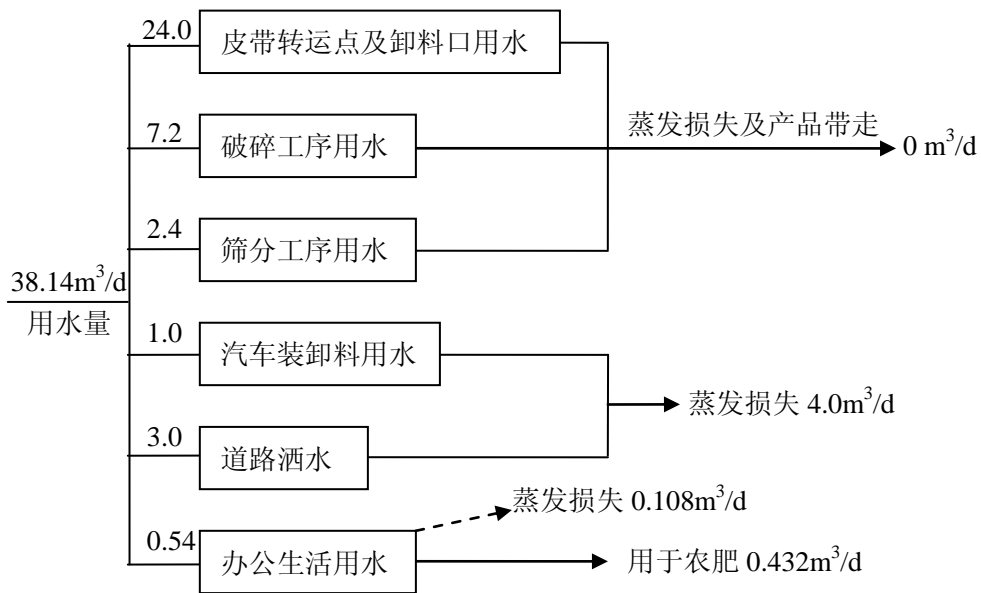 24.0
皮带转运点及卸料口用水
7.2
破碎工序用水
蒸发损失及产品带走
0 m³/d
2.4
筛分工序用水
38.14m³/d
用水量
1.0
汽车装卸料用水
蒸发损失 4.0m³/d
3.0
道路洒水
蒸发损失 0.108m³/d
0.54
办公生活用水
用于农肥 0.432m³/d